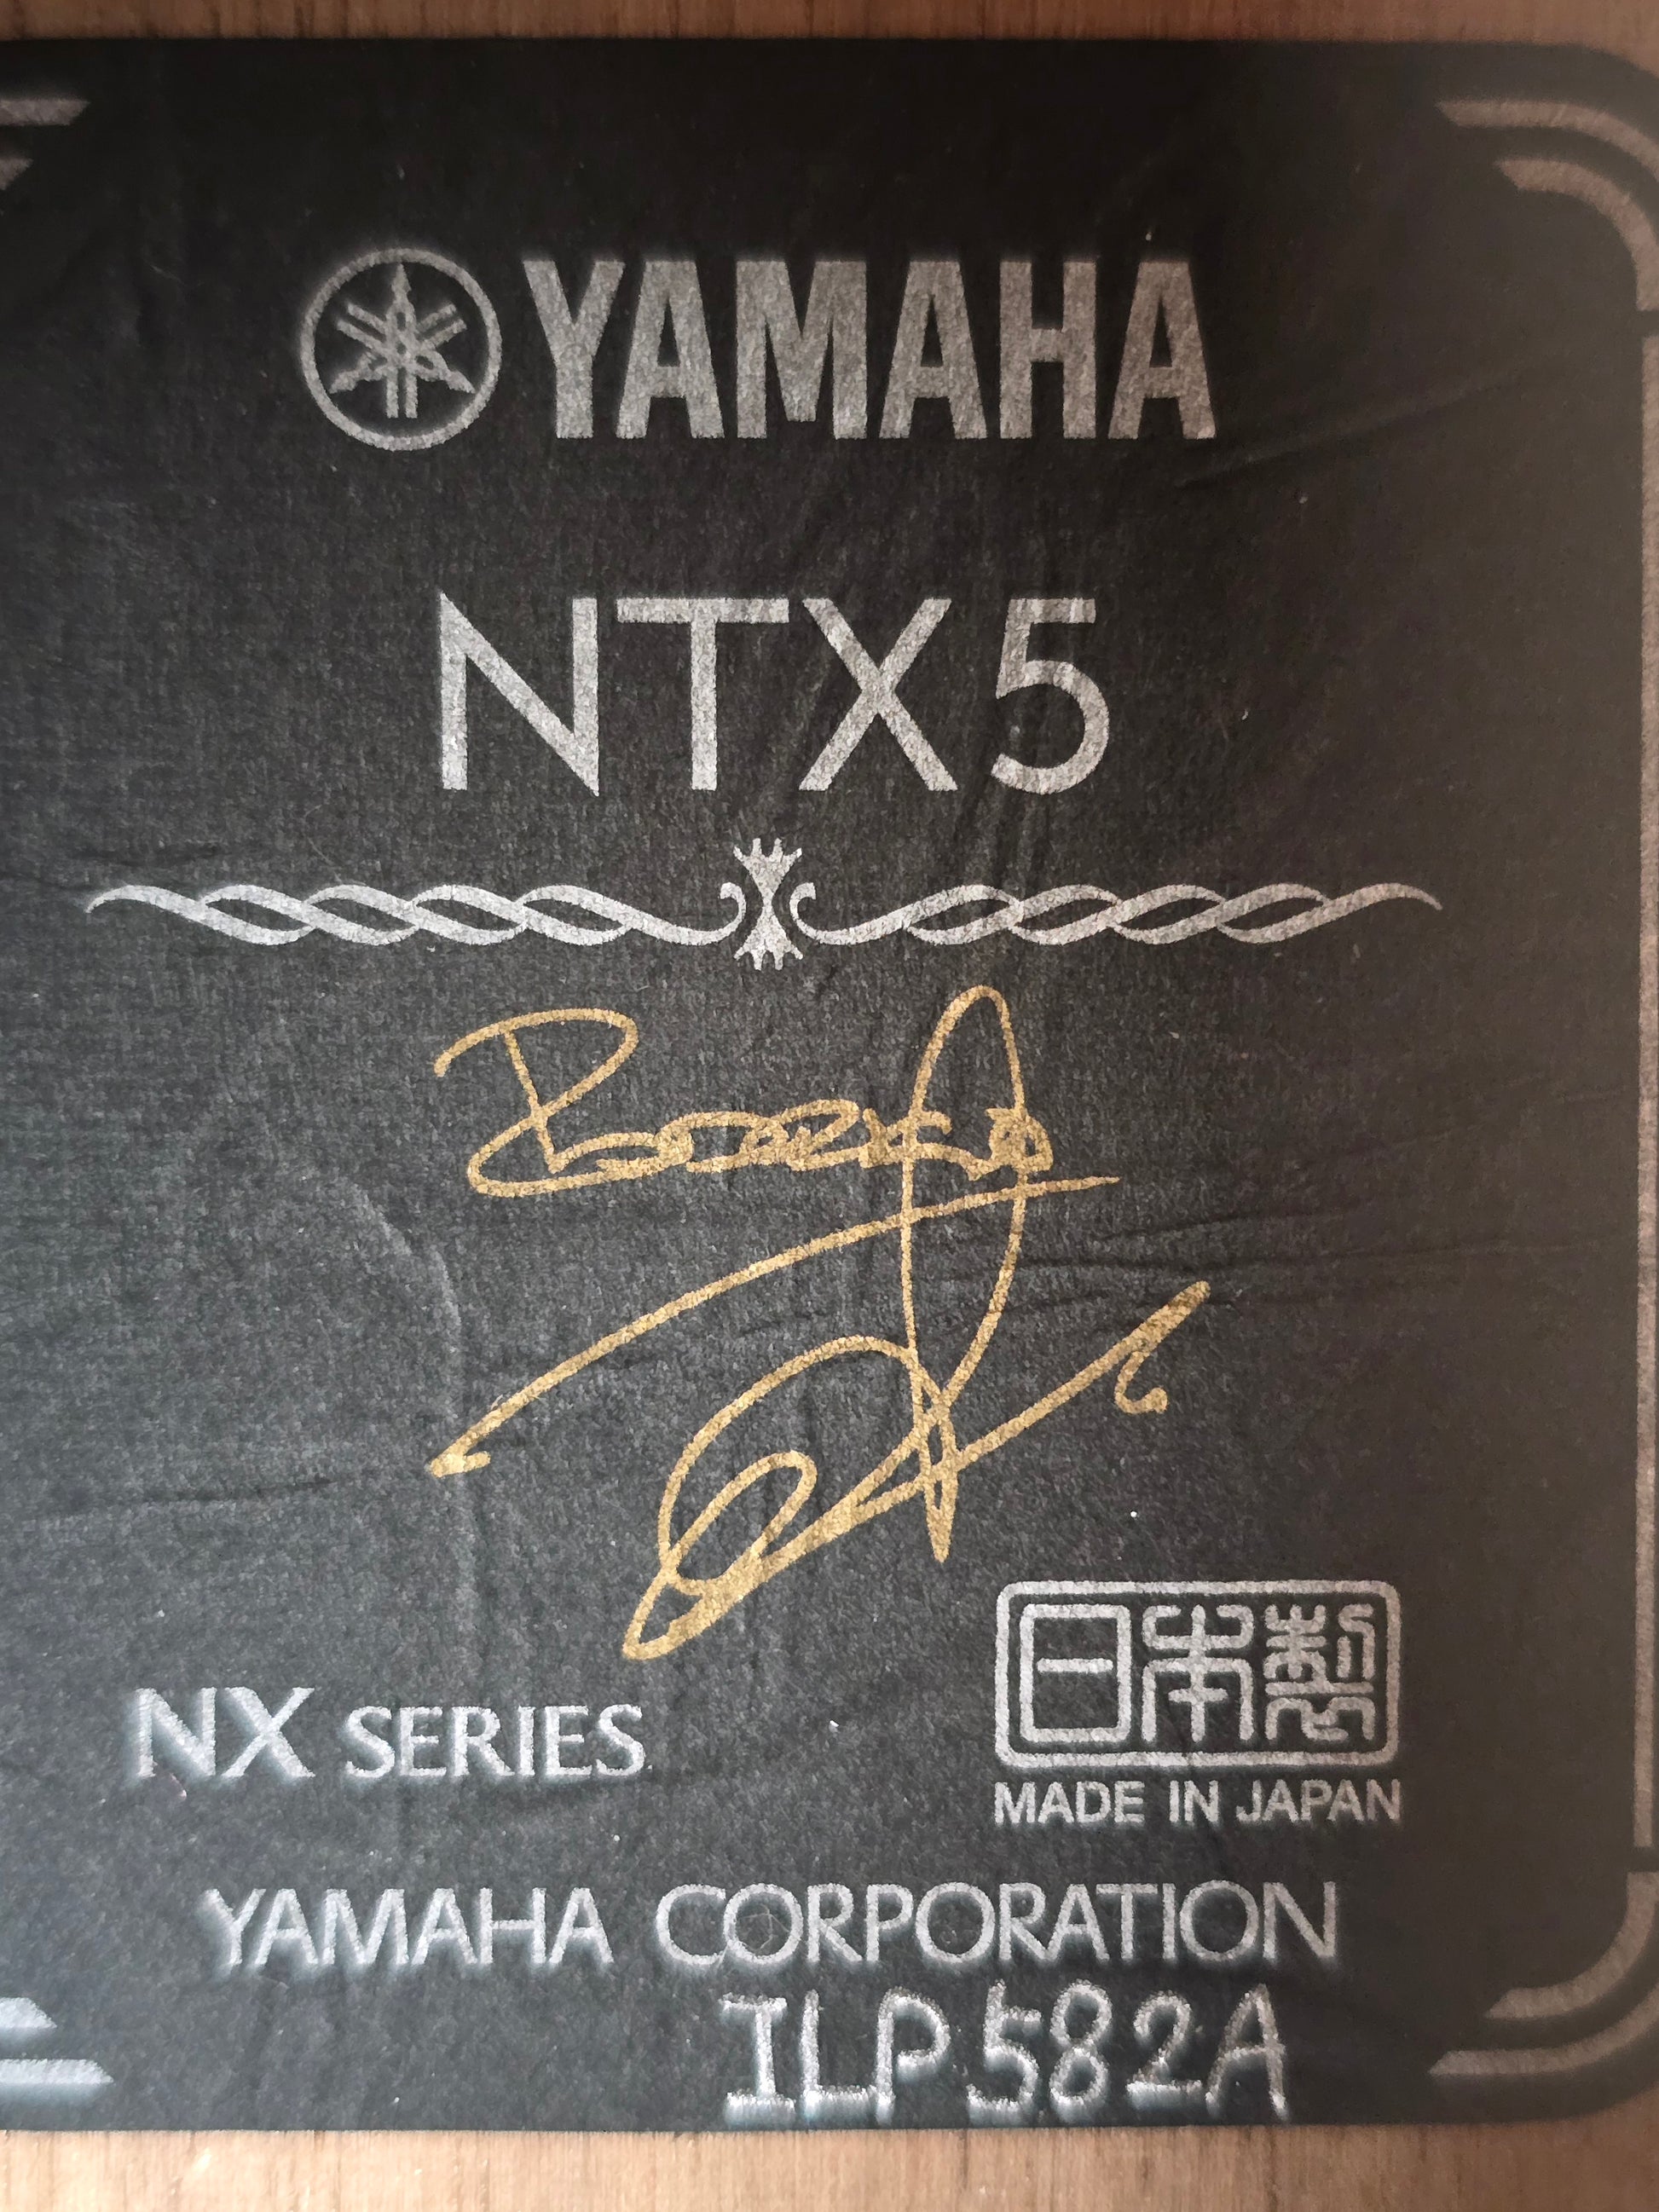 YAMAHA
NTX5
NX SERIES
日本製
MADE IN JAPAN
YAMAHA CORPORATION
ILP582A